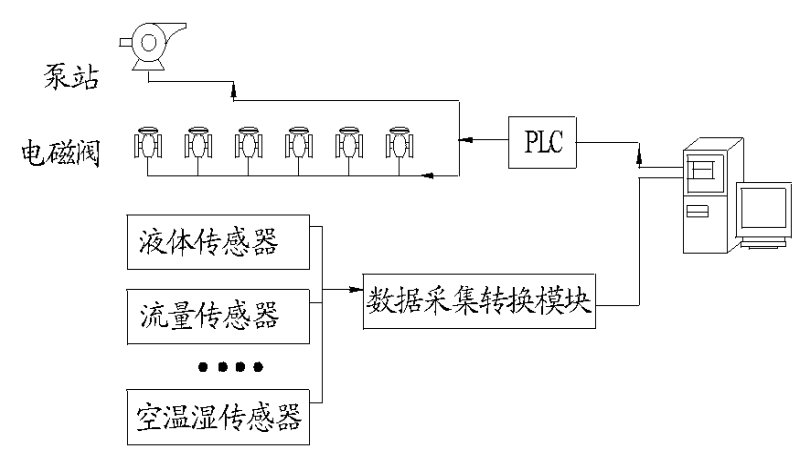 泵站
电磁阀
PLC
液体传感器
流量传感器
数据采集转换模块
空温湿传感器